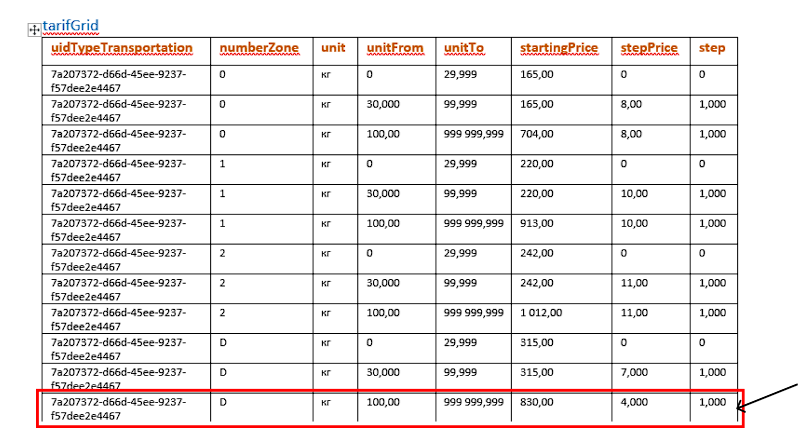 tarifGrid
uidTypeTransportation numberZone unit unitFrom unitTo startingPrice stepPrice step
7a207372-d66d-45ee-9237- 0 кг 0 29,999 165,00 0 0
f57dee2e4467
7a207372-d66d-45ee-9237- 0 кг 30,000 99,999 165,00 8,00 1,000
f57dee2e4467
7a207372-d66d-45ee-9237- 0 кг 100,00 999 999,999 704,00 8,00 1,000
f57dee2e4467
7a207372-d66d-45ee-9237- 1 кг 0 29,999 220,00 0 0
f57dee2e4467
7a207372-d66d-45ee-9237- 1 кг 30,000 99,999 220,00 10,00 1,000
f57dee2e4467
7a207372-d66d-45ee-9237- 1 кг 100,00 999 999,999 913,00 10,00 1,000
f57dee2e4467
7a207372-d66d-45ee-9237- 2 кг 0 29,999 242,00 0 0
f57dee2e4467
7a207372-d66d-45ee-9237- 2 кг 30,000 99,999 242,00 11,00 1,000
f57dee2e4467
7a207372-d66d-45ee-9237- 2 кг 100,00 999 999,999 1 012,00 11,00 1,000
f57dee2e4467
7a207372-d66d-45ee-9237- D кг 0 29,999 315,00 0 0
f57dee2e4467
7a207372-d66d-45ee-9237- D кг 30,000 99,999 315,00 7,000 1,000
f57dee2e4467
7a207372-d66d-45ee-9237- D кг 100,00 999 999,999 830,00 4,000 1,000
f57dee2e4467